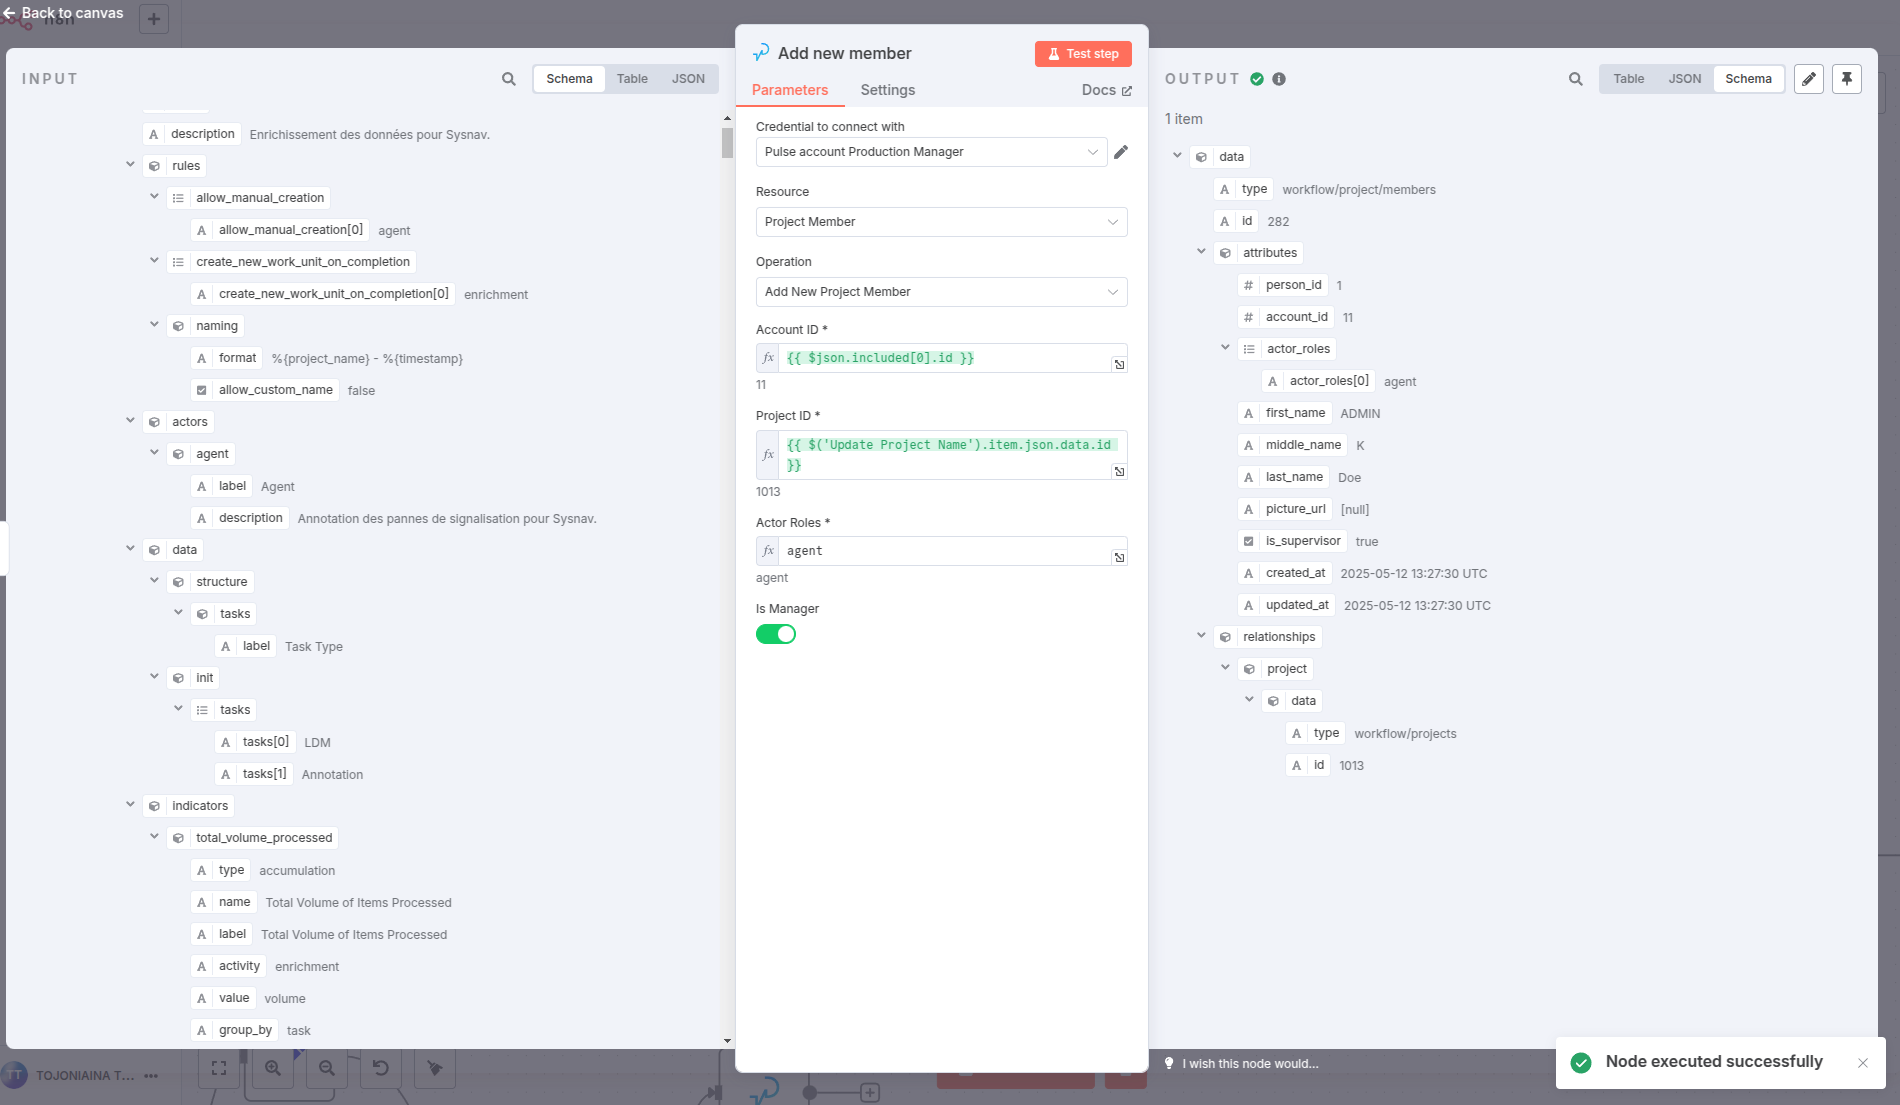 Back to canvas
n8n
INPUT
Schema
Table
JSON
description Enrichissement des données pour Sysnav.
rules
allow_manual_creation
allow_manual_creation[0] agent
create_new_work_unit_on_completion
create_new_work_unit_on_completion[0] enrichment
naming
format %{project_name} - %{timestamp}
allow_custom_name false
actors
agent
label Agent
description Annotation des pannes de signalisation pour Sysnav.
data
structure
tasks
label Task Type
init
tasks
tasks[0] LDM
tasks[1] Annotation
indicators
total_volume_processed
type accumulation
name Total Volume of Items Processed
label Total Volume of Items Processed
activity enrichment
value volume
group_by task
TT TOJONIAINA T...
Add new member
Test step
Parameters
Settings
Docs
Credential to connect with
Pulse account Production Manager
Resource
Project Member
Operation
Add New Project Member
Account ID *
fx {{ $json.included[0].id }}
11
Project ID *
fx {{ $('Update Project Name').item.json.data.id
}}
1013
Actor Roles *
fx agent
agent
Is Manager
OUTPUT
Table
JSON
Schema
1 item
data
type workflow/project/members
id 282
attributes
# person_id 1
# account_id 11
actor_roles
actor_roles[0] agent
first_name ADMIN
middle_name K
last_name Doe
picture_url [null]
is_supervisor true
created_at 2025-05-12 13:27:30 UTC
updated_at 2025-05-12 13:27:30 UTC
relationships
project
data
type workflow/projects
id 1013
I wish this node would...
Node executed successfully